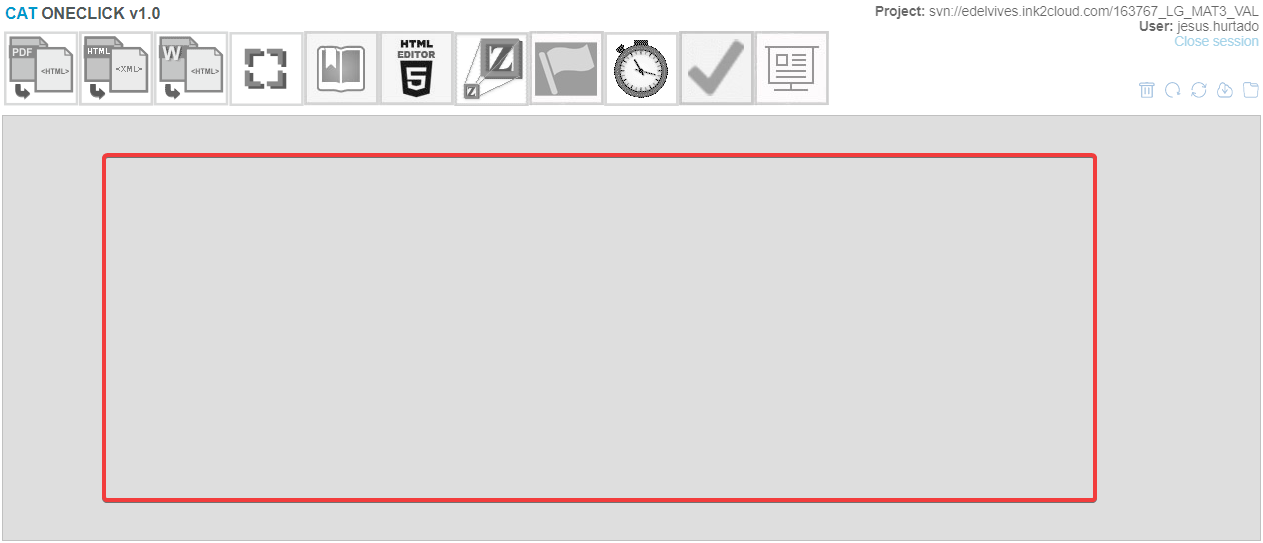 CAT ONECLICK v1.0
Project: svn://edelvives.ink2cloud.com/163767_LG_MAT3_VAL
User: jesus.hurtado
Close session
PDF <HTML>
HTML <XML>
W <HTML>
HTML
EDITOR
5
Z
Z